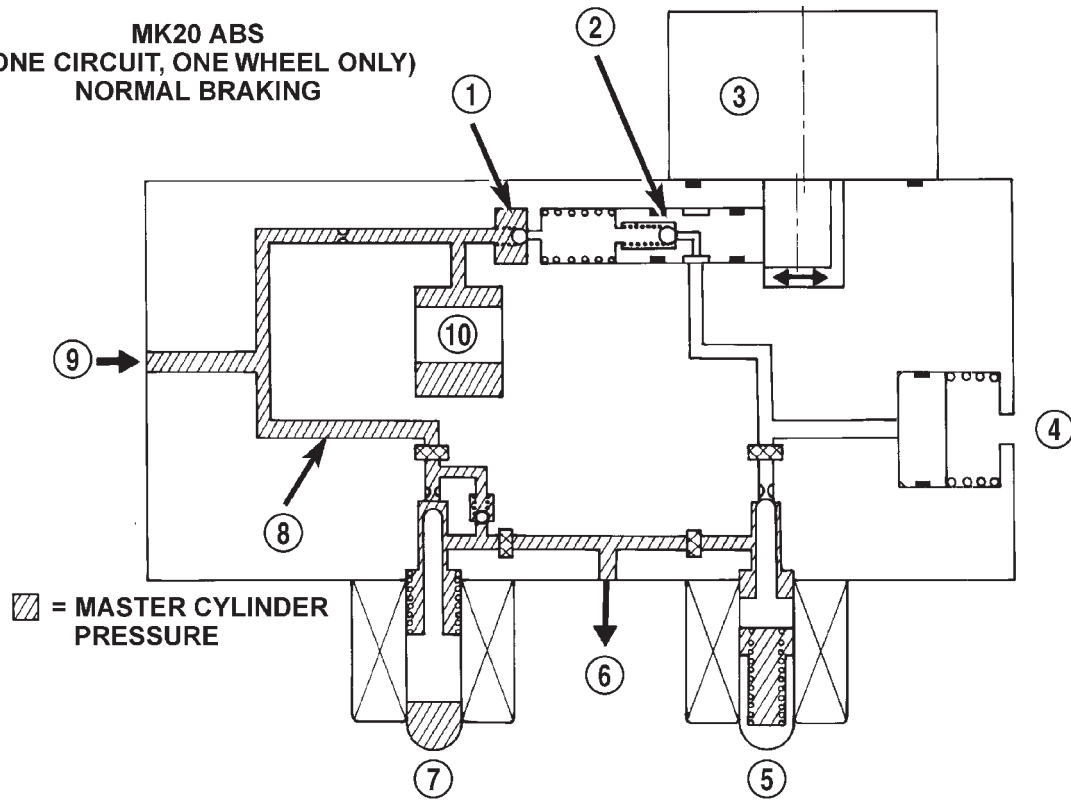 MK20 ABS
ONE CIRCUIT, ONE WHEEL ONLY)
NORMAL BRAKING
1
2
3
9
10
4
8
= MASTER CYLINDER
PRESSURE
6
7
5